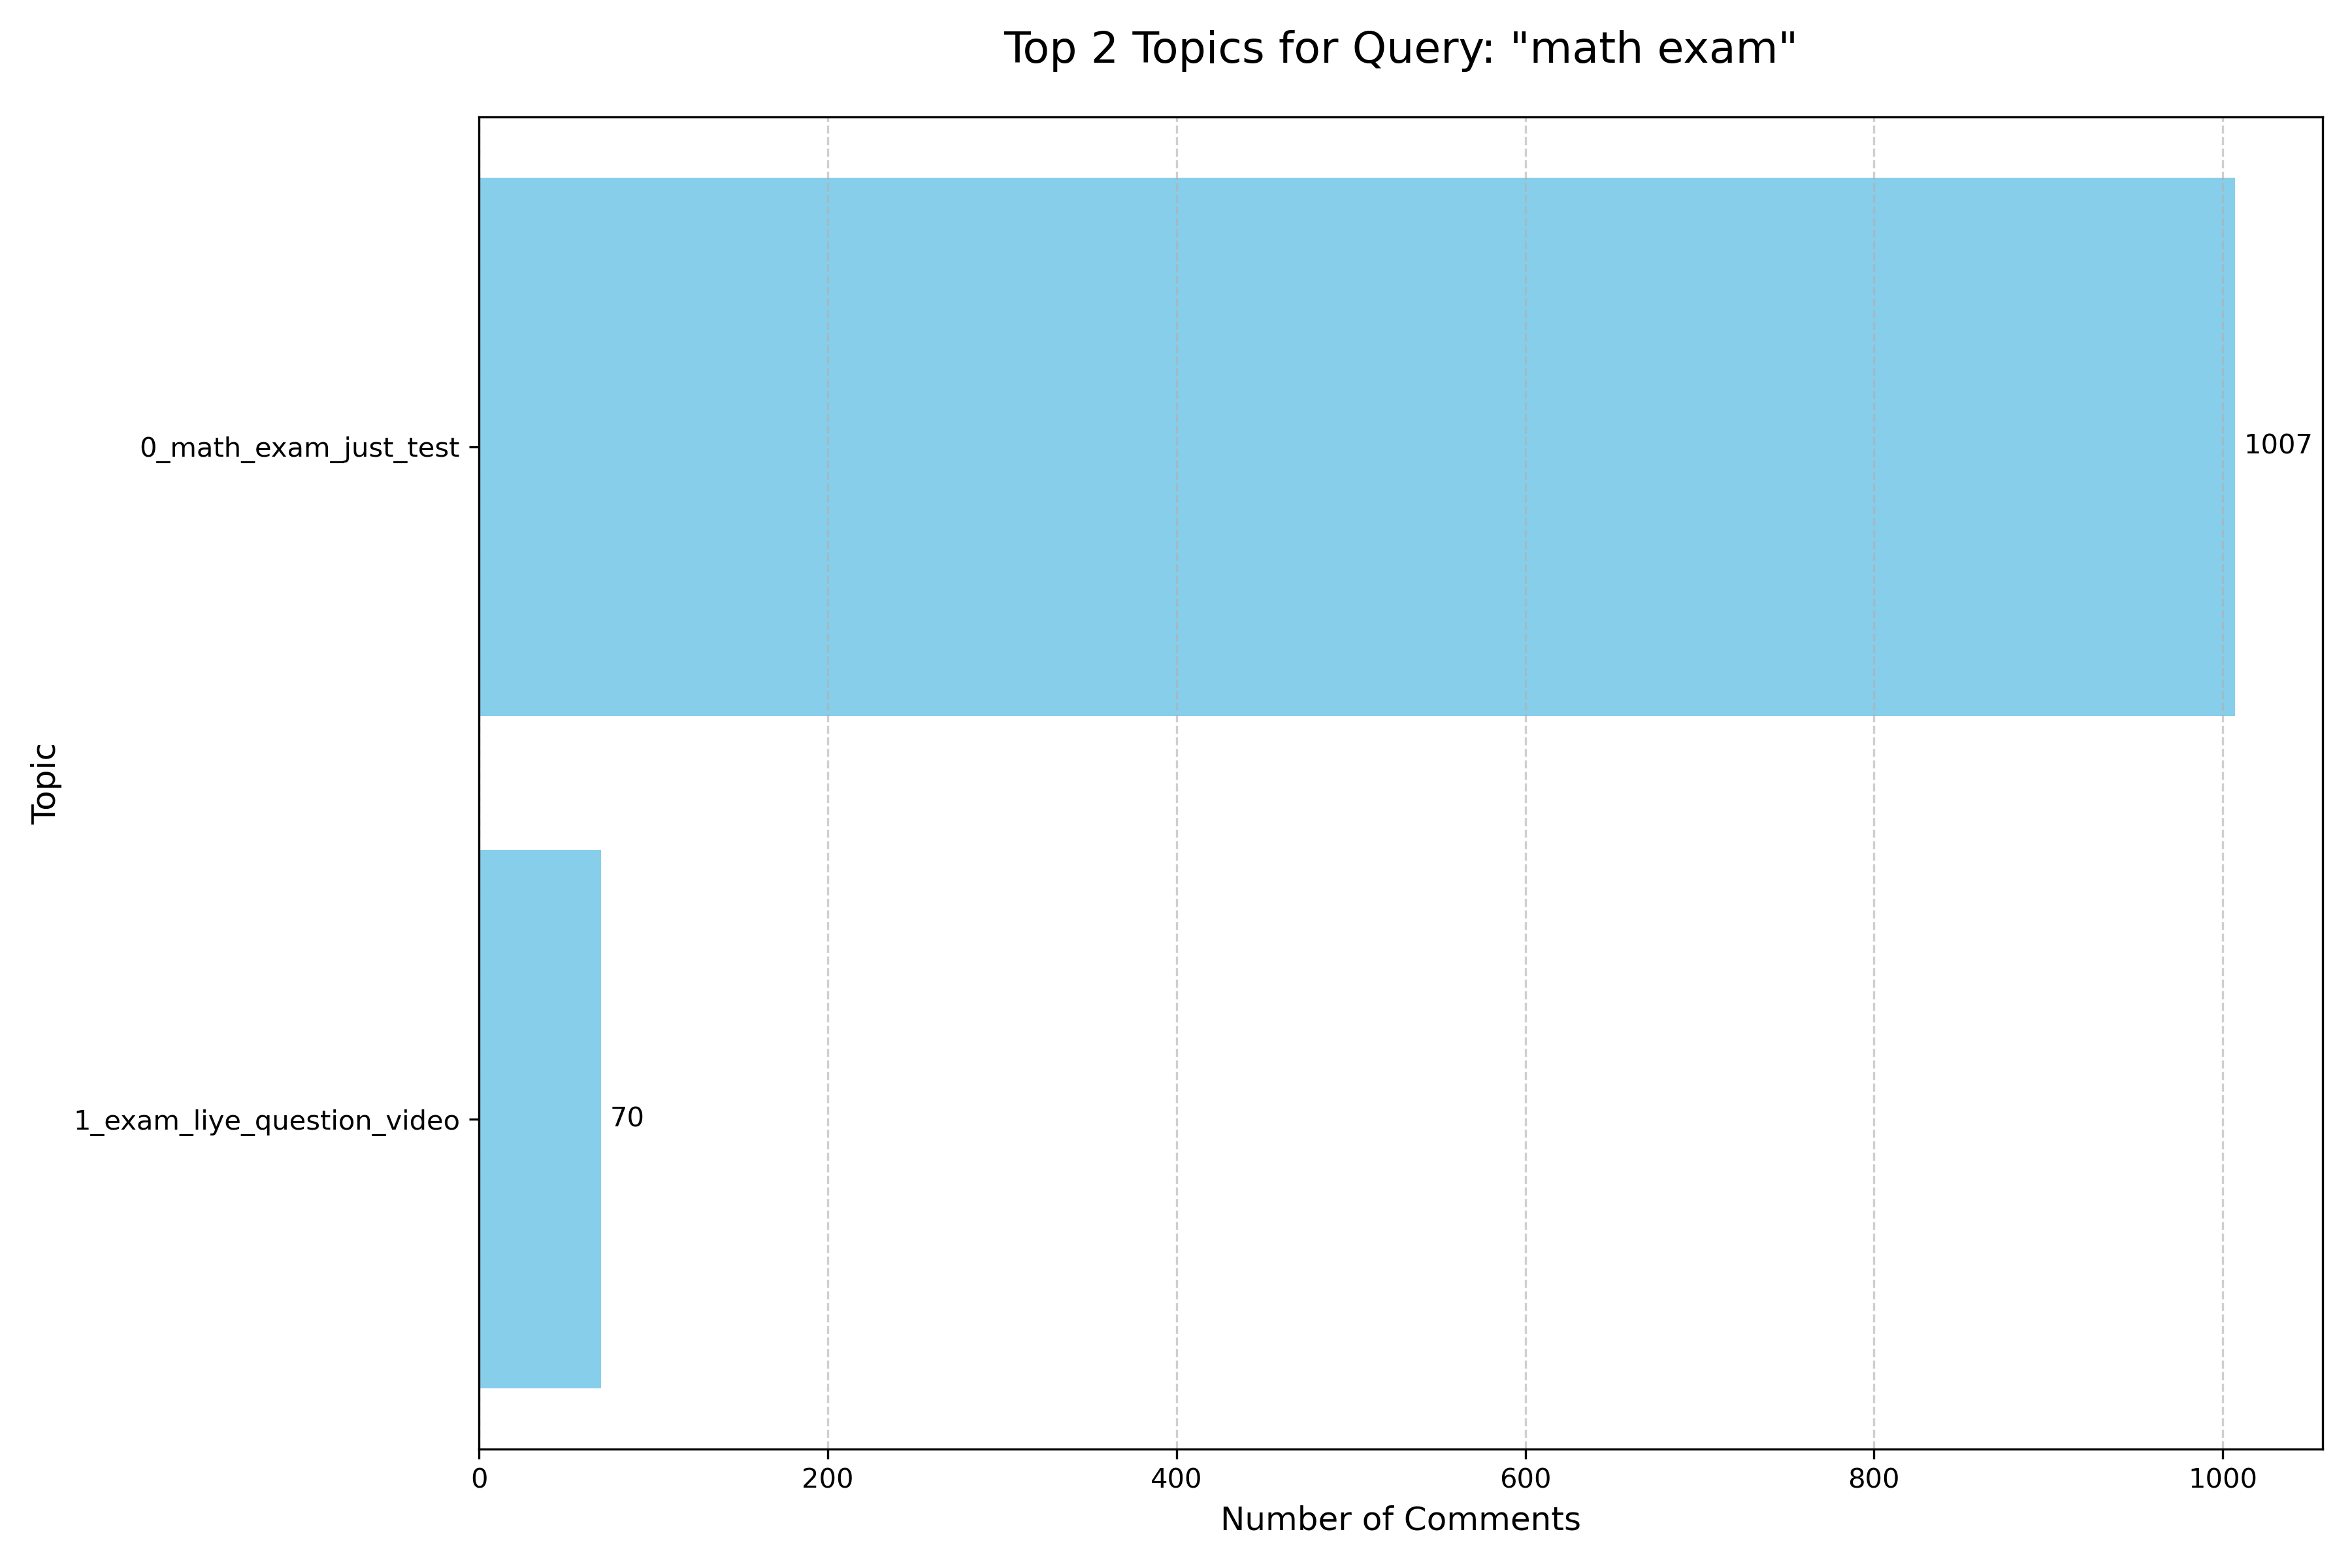 Top 2 Topics for Query: "math exam"
Topic
0_math_exam_just_test
1007
1_exam_liye_question_video
70
0 200 400 600 800 1000
Number of Comments